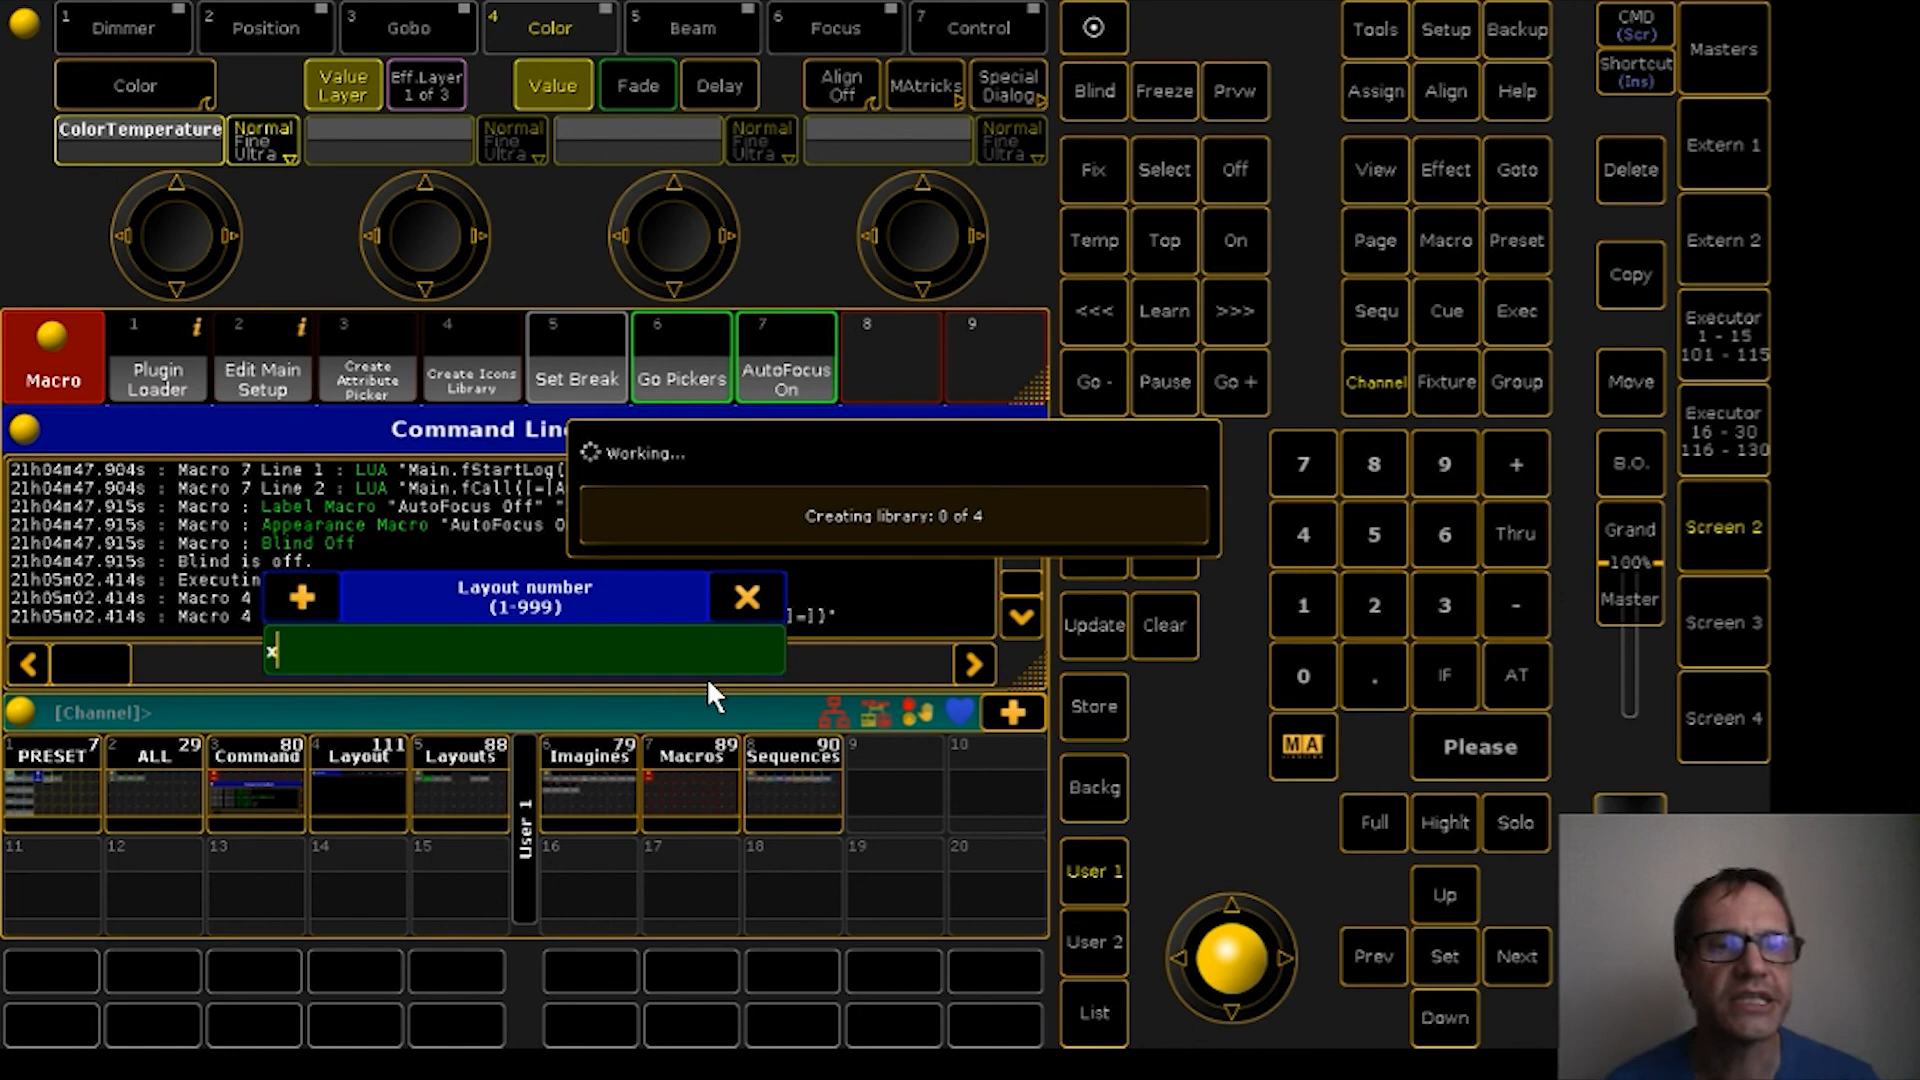 1 Dimmer 2 Position 3 Gobo 4 Color 5 Beam 6 Focus 7 Control
Color
Value Layer
Eff.Layer 1 of 3
Value Fade Delay
Align Off
MAtricks
Special Dialog
ColorTemperature
Normal Fine Ultra
Normal Fine Ultra
Normal Fine Ultra
Normal Fine Ultra
Macro
1 Plugin Loader
2 Edit Main Setup
3 Create Attribute Picker
4 Create Icons Library
5 Set Break
6 Go Pickers
7 AutoFocus On
8
9
Command Line
21h04m47.904s : Macro 7 Line 1 : LUA "Main.fStartLog(
21h04m47.904s : Macro 7 Line 2 : LUA "Main.fCall([=[A
21h04m47.915s : Macro : Label Macro "AutoFocus Off" "
21h04m47.915s : Macro : Appearance Macro "AutoFocus O
21h04m47.915s : Macro : Blind Off
21h04m47.915s : Blind is off.
21h05m02.414s : Executin
21h05m02.414s : Macro 4
21h05m02.414s : Macro 4
]=])"
Working...
Creating library: 0 of 4
Layout number
(1-999)
x
[Channel]>
1 PRESET 7
2 ALL 29
3 Command 80
4 Layout 111
5 Layouts 88
User 1
6 Imagines 79
7 Macros 89
8 Sequences 90
9
10
11 12 13 14 15 16 17 18 19 20
Blind Freeze Prvw
Fix Select Off
Temp Top On
<<< Learn >>>
Go - Pause Go +
Update Clear
Store
Backg
User 1
User 2
List
Tools Setup Backup
Assign Align Help
View Effect Goto
Page Macro Preset
Sequ Cue Exec
Channel Fixture Group
7 8 9 +
4 5 6 Thru
1 2 3 -
0 . IF AT
MA
Please
Full Highlt Solo
Up
Prev Set Next
Down
CMD (Scr)
Shortcut (Ins)
Delete
Copy
Move
B.O.
Grand
100%
Master
Masters
Extern 1
Extern 2
Executor
1 - 15
101 - 115
Executor
16 - 30
116 - 130
Screen 2
Screen 3
Screen 4